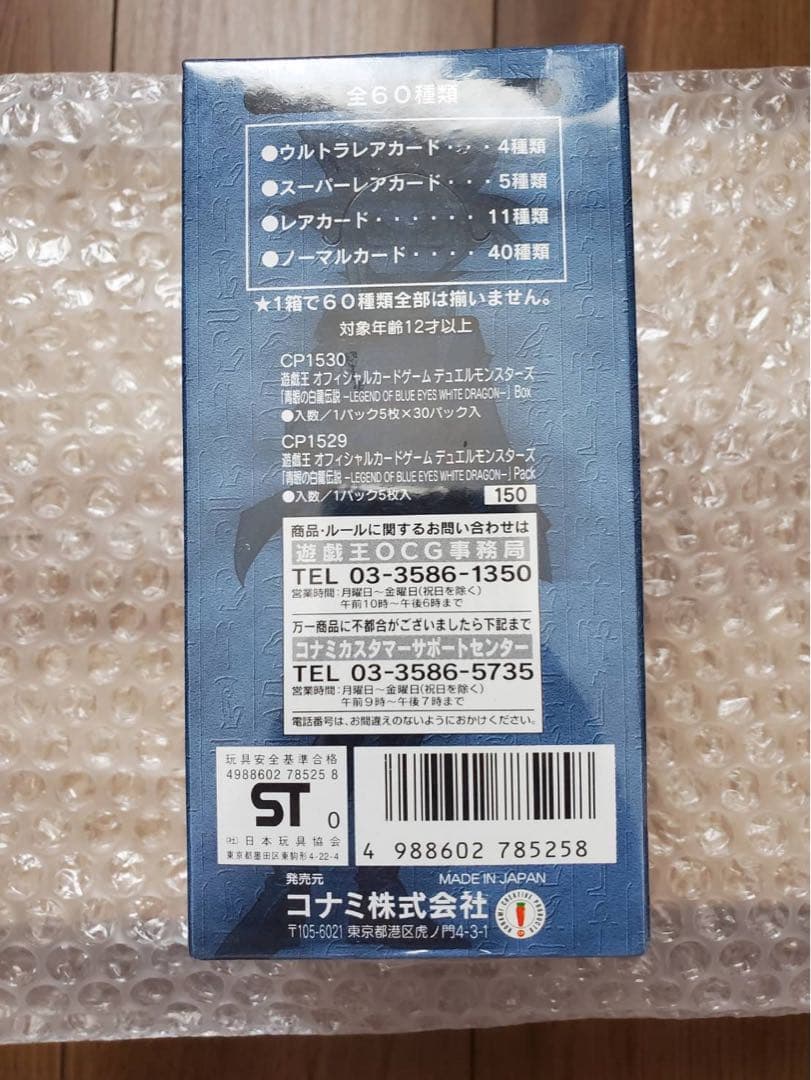 全60種類
●ウルトラレアカード・・・4種類
●スーパーレアカード・・・5種類
●レアカード・・・・・・11種類
●ノーマルカード・・・・40種類
★1箱で60種類全部は揃いません。
対象年齢12才以上
CP1530
遊戯王 オフィシャルカードゲーム デュエルモンスターズ
「青眼の白龍伝説 -LEGEND OF BLUE EYES WHITE DRAGON-」Box
●入数/1パック5枚×30パック入
CP1529
遊戯王 オフィシャルカードゲーム デュエルモンスターズ
「青眼の白龍伝説 -LEGEND OF BLUE EYES WHITE DRAGON-」Pack
●入数/1パック5枚入 150
商品・ルールに関するお問い合わせは
遊戯王OCG事務局
TEL 03-3586-1350
営業時間:月曜日~金曜日(祝日を除く)
午前10時~午後6時まで
万一商品に不都合がございましたら下記まで
コナミカスタマーサポートセンター
TEL 03-3586-5735
営業時間:月曜日~金曜日(祝日を除く)
午前9時~午後7時まで
電話番号は、お間違えのないようにおかけください。
玩具安全基準合格
4988602 78525 8
ST 0
(社)日本玩具協会
東京都墨田区東駒形4-22-4
4 988602 785258
発売元 MADE IN JAPAN
コナミ株式会社
〒105-6021 東京都港区虎ノ門4-3-1
KONAMI CREATIVE PRODUCTS